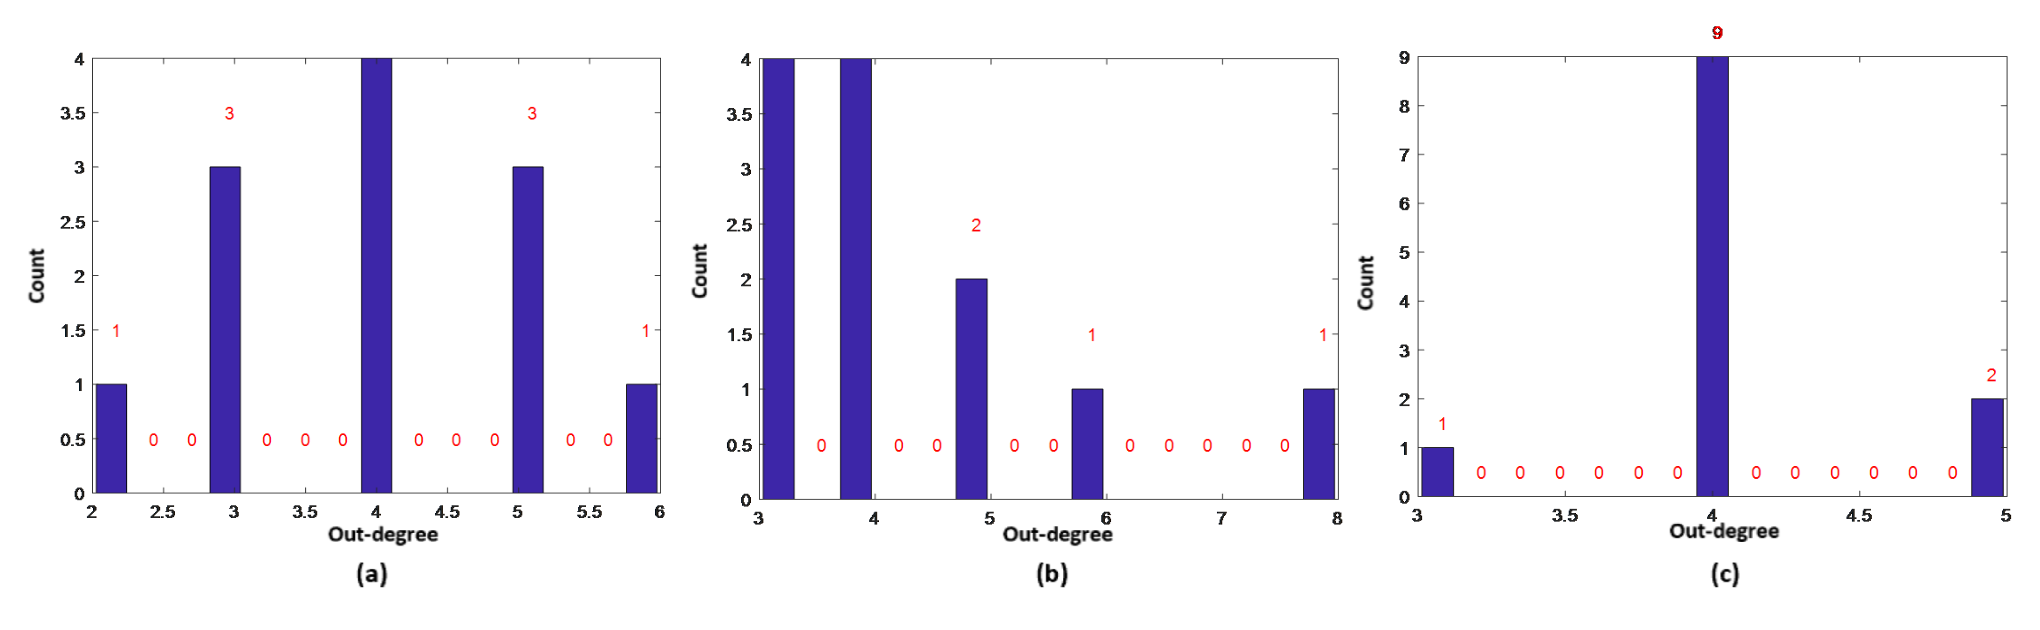 4
3.5
3
2.5
2
1.5
1
0.5
0
Count
1 0 0 3 0 0 0 0 0 0 3 0 0 1
2 2.5 3 3.5 4 4.5 5 5.5 6
Out-degree
(a)
4
3.5
3
2.5
2
1.5
1
0.5
0
Count
0 0 0 2 0 0 1 0 0 0 0 0 1
3 4 5 6 7 8
Out-degree
(b)
9
8
7
6
5
4
3
2
1
0
Count
1 0 0 0 0 0 0 9 0 0 0 0 0 0 2
3 3.5 4 4.5 5
Out-degree
(c)